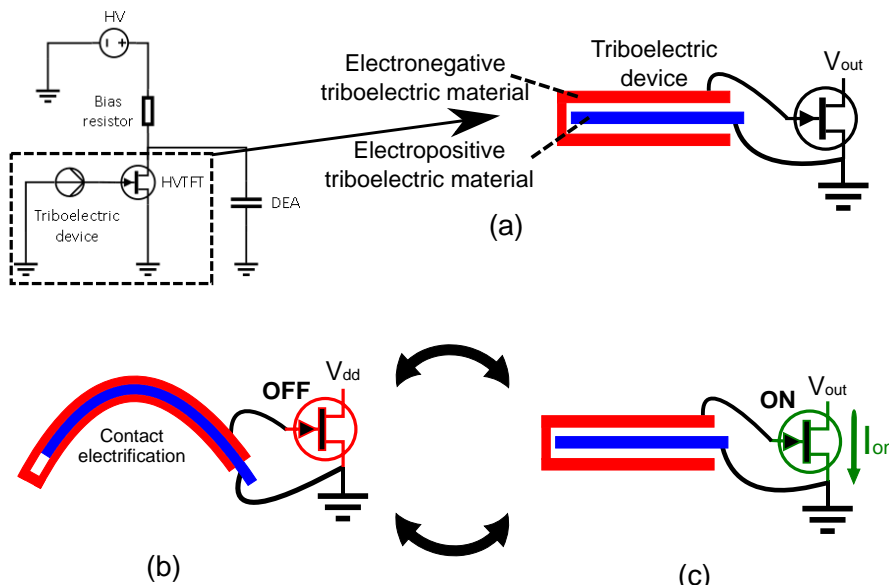 HV
Bias
resistor
HVTFT
Triboelectric
device
DEA
Electronegative
triboelectric material
Electropositive
triboelectric material
Triboelectric
device
Vout
(a)
OFF
Vdd
Contact
electrification
(b)
ON
Vout
Ior
(c)